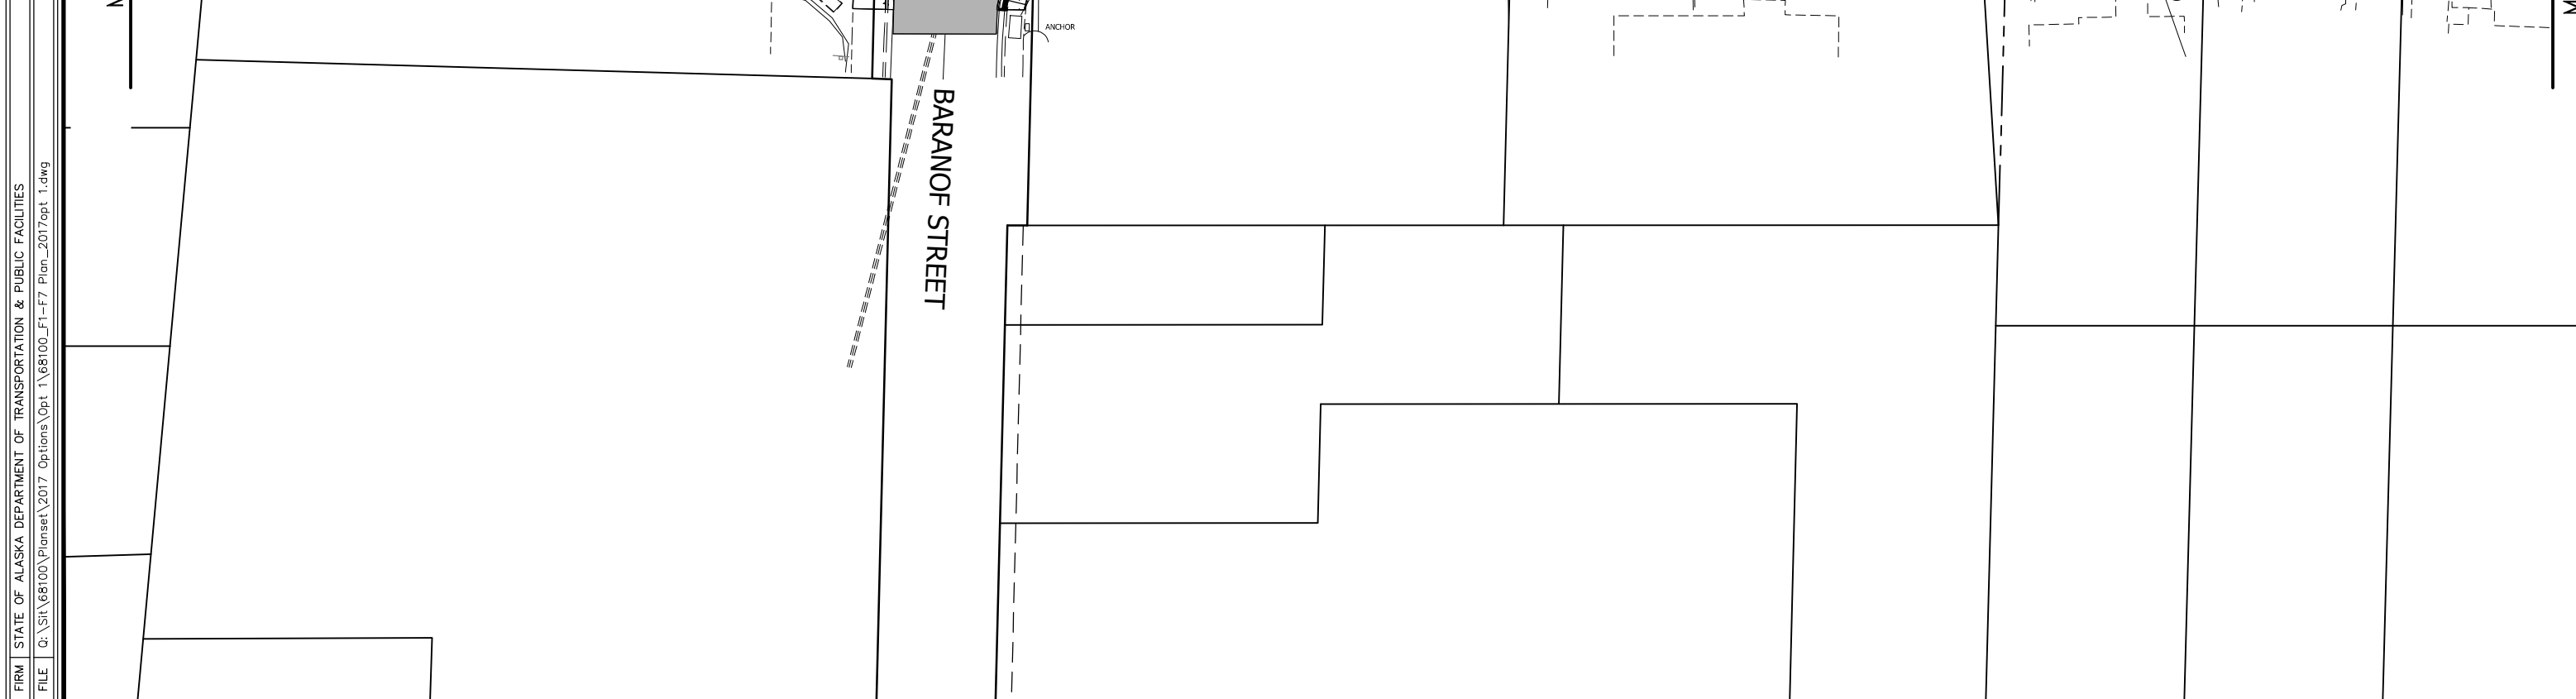 FIRM STATE OF ALASKA DEPARTMENT OF TRANSPORTATION & PUBLIC FACILITIES
FILE Q:\Sit\68100\Planset\2017 Options\Opt 1\68100_F1-F7 Plan_2017opt 1.dwg
ANCHOR
BARANOF STREET